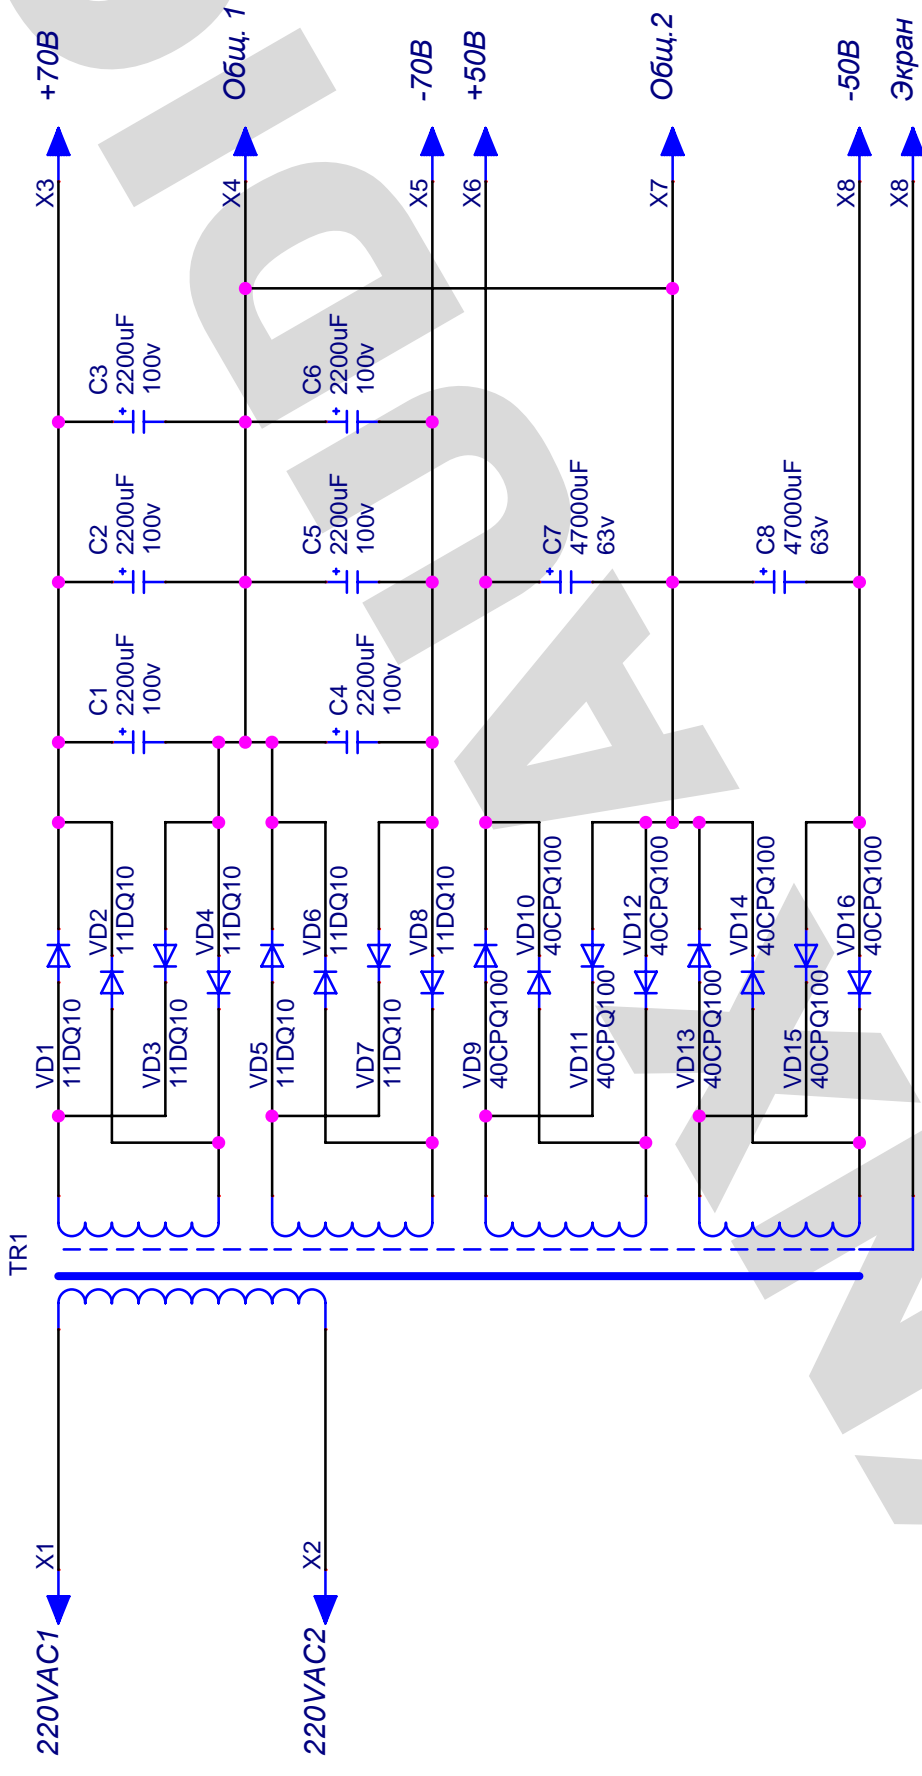 TR1
220VAC1
X1
220VAC2
X2
VD1
11DQ10
VD2
11DQ10
VD3
11DQ10
VD4
11DQ10
VD5
11DQ10
VD6
11DQ10
VD7
11DQ10
VD8
11DQ10
VD9
40CPQ100
VD10
40CPQ100
VD11
40CPQ100
VD12
40CPQ100
VD13
40CPQ100
VD14
40CPQ100
VD15
40CPQ100
VD16
40CPQ100
C1
2200uF
100v
C2
2200uF
100v
C3
2200uF
100v
C4
2200uF
100v
C5
2200uF
100v
C6
2200uF
100v
C7
47000uF
63v
C8
47000uF
63v
X3
+70В
X4
Общ. 1
X5
-70В
X6
+50В
X7
Общ.2
X8
-50В
X8
Экран